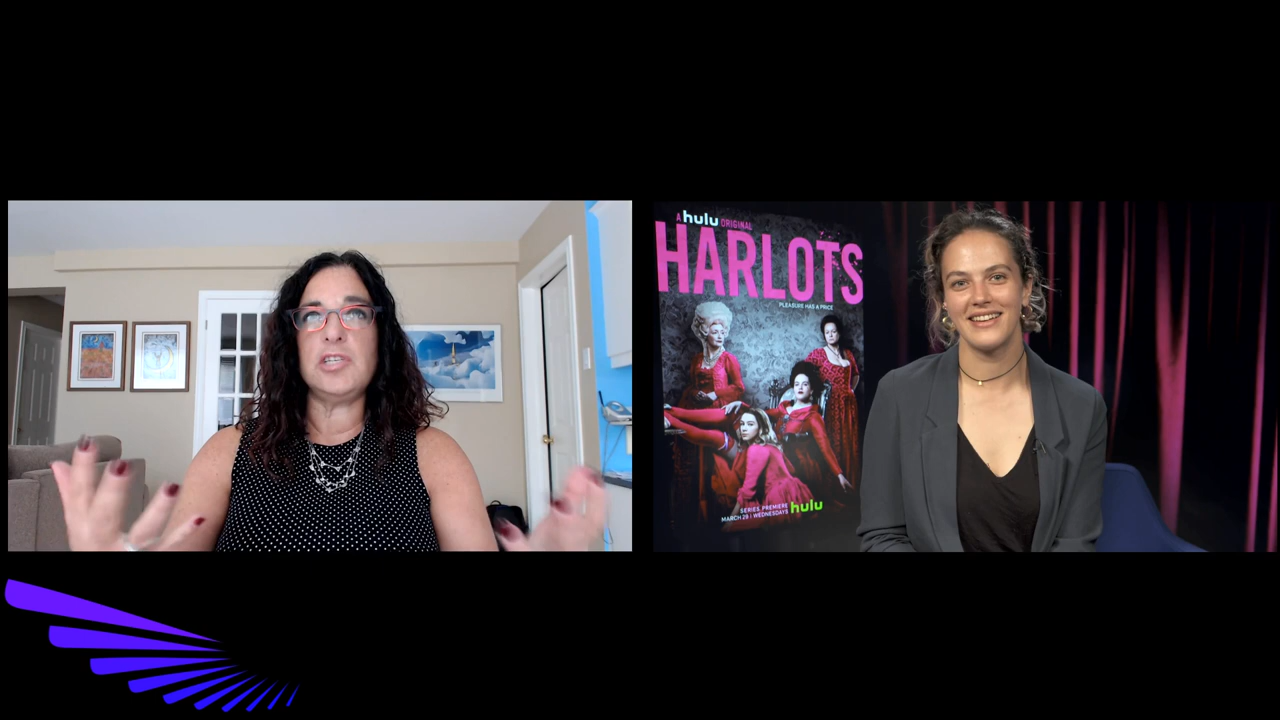 A hulu ORIGINAL
HARLOTS
PLEASURE HAS A PRICE
SERIES PREMIERE
MARCH 29 | WEDNESDAYS hulu